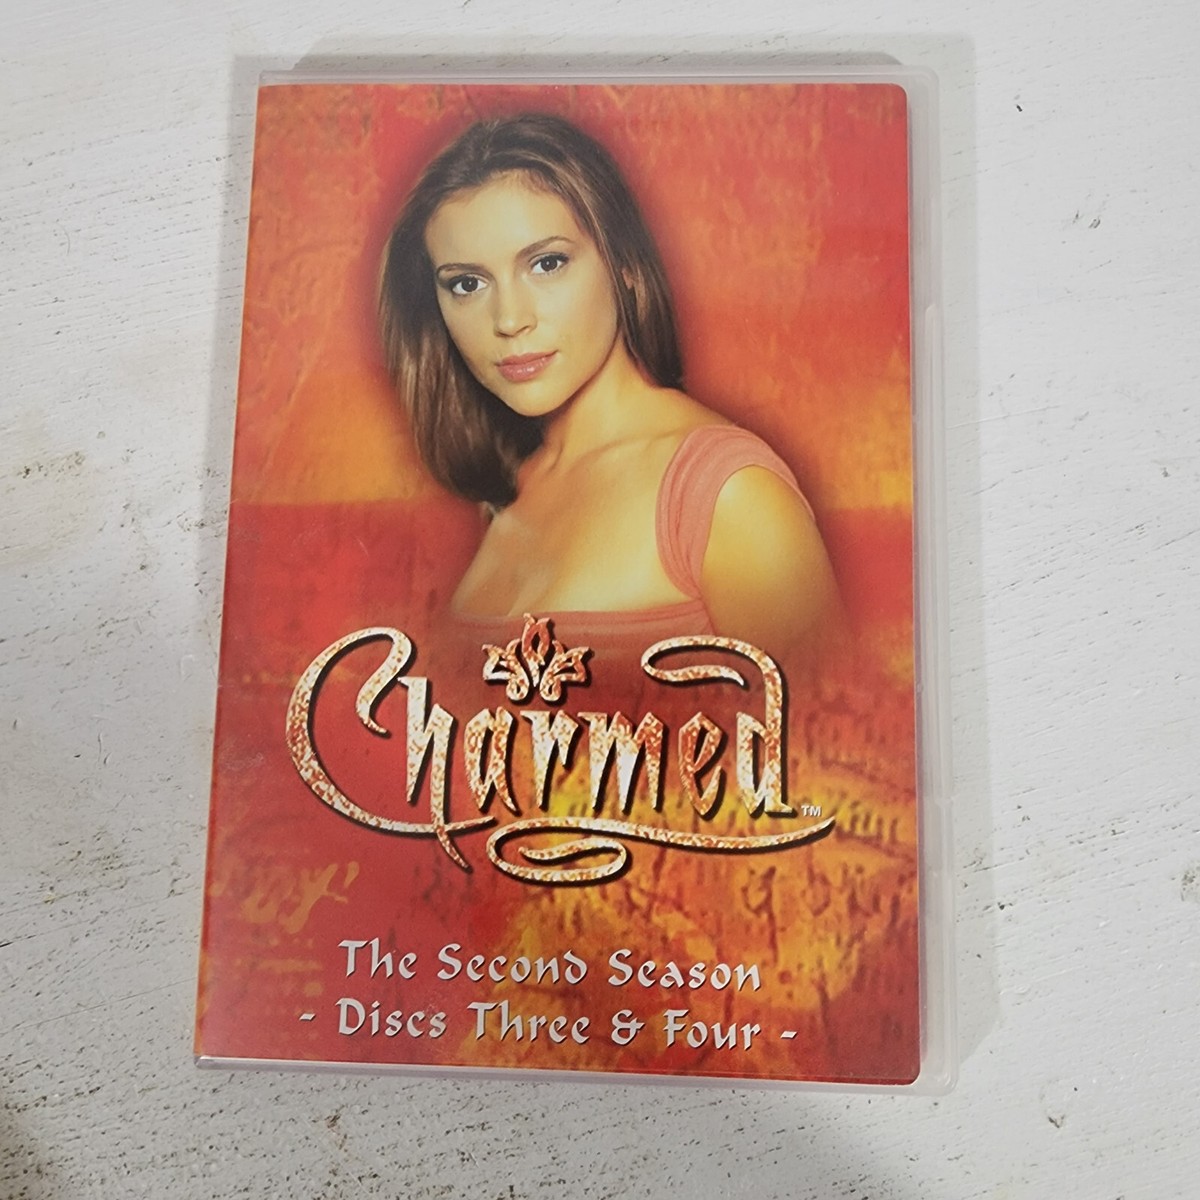 Charmed™
The Second Season
- Discs Three & Four -